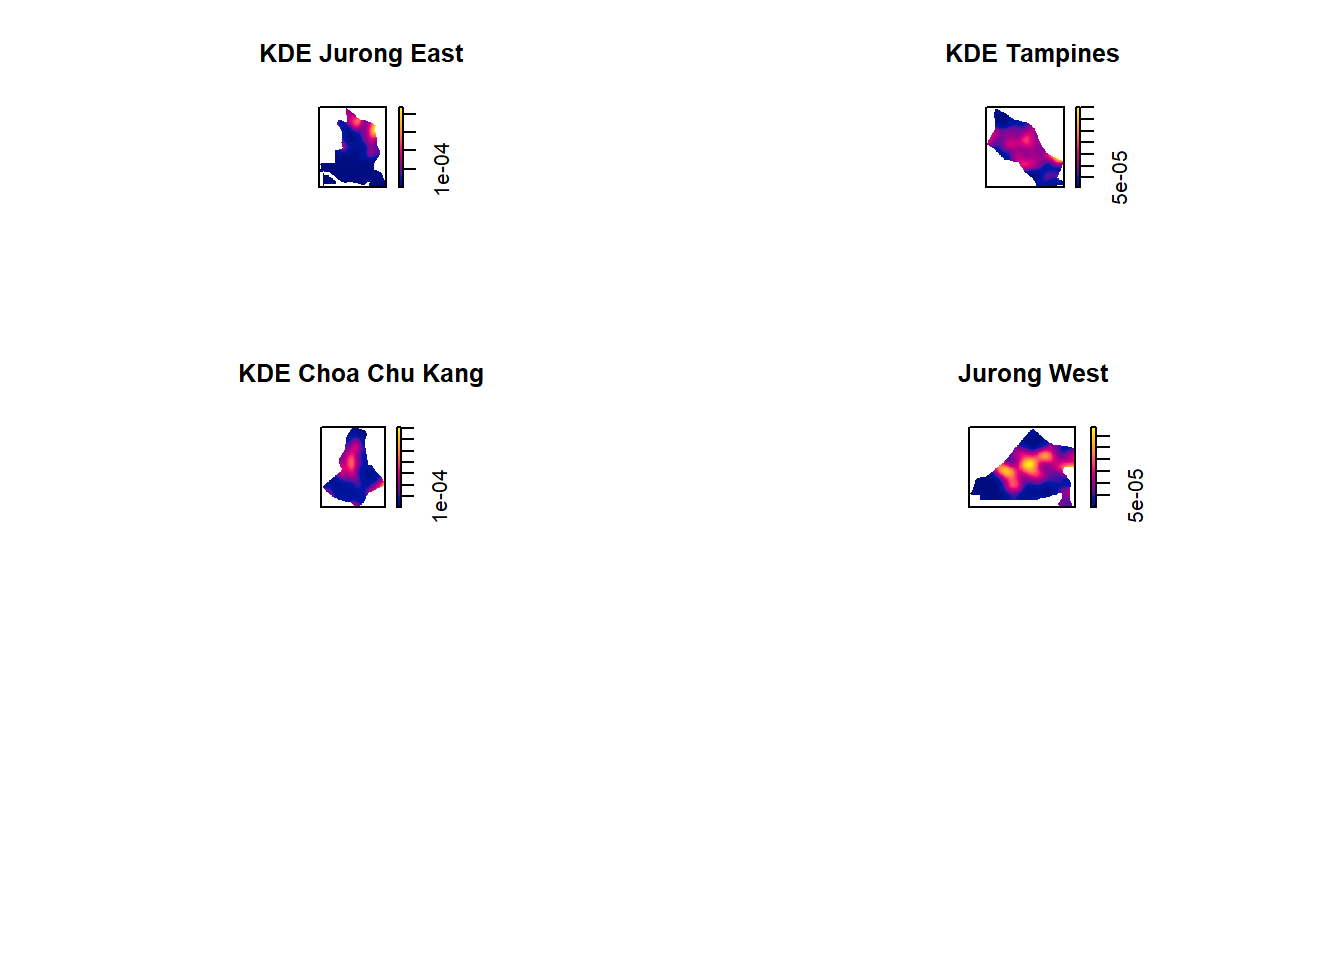 KDE Jurong East
KDE Tampines
1e-04
5e-05
KDE Choa Chu Kang
Jurong West
1e-04
5e-05